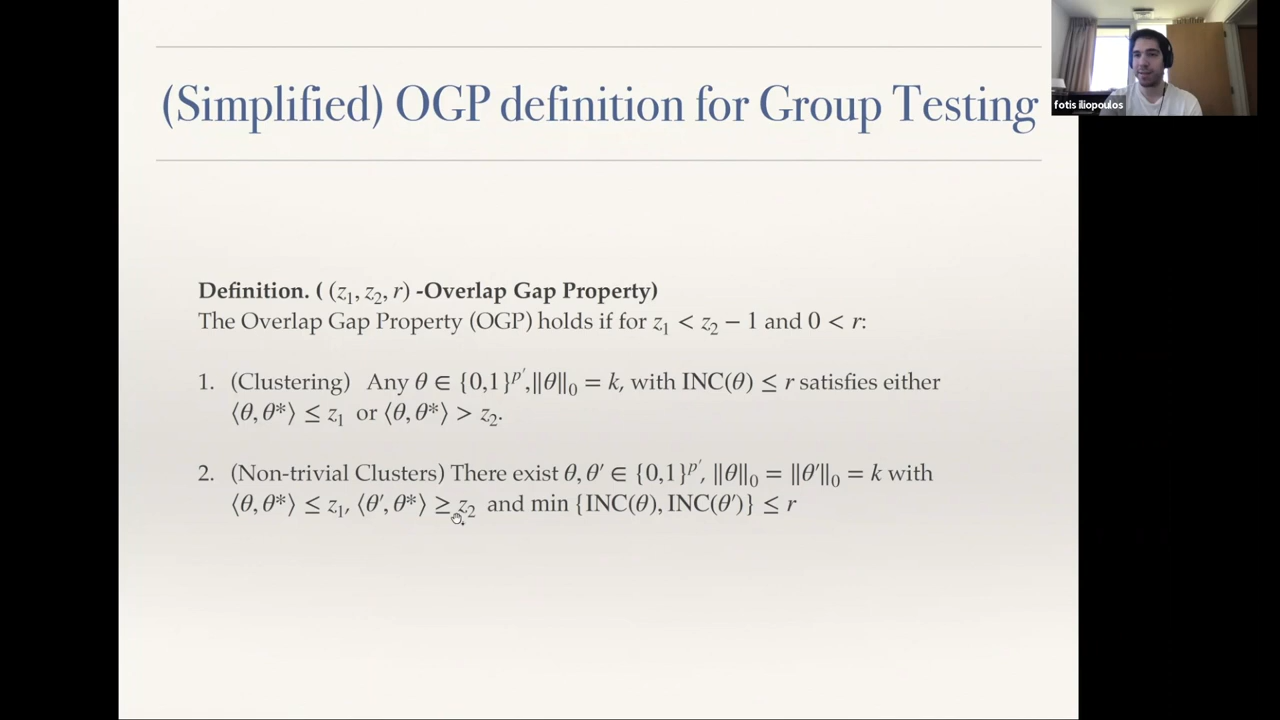 (Simplified) OGP definition for Group Testing
fotis iliopoulos
Definition. ( (z₁, z₂, r) -Overlap Gap Property)
The Overlap Gap Property (OGP) holds if for z₁ < z₂ − 1 and 0 < r:
1. (Clustering) Any θ ∈ {0,1}^p′, ||θ||₀ = k, with INC(θ) ≤ r satisfies either
⟨θ, θ*⟩ ≤ z₁ or ⟨θ, θ*⟩ > z₂.
2. (Non-trivial Clusters) There exist θ, θ′ ∈ {0,1}^p′, ||θ||₀ = ||θ′||₀ = k with
⟨θ, θ*⟩ ≤ z₁, ⟨θ′, θ*⟩ ≥ z₂ and min {INC(θ), INC(θ′)} ≤ r